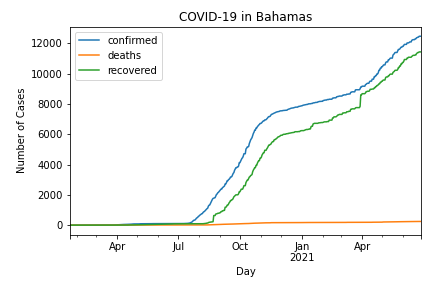 COVID-19 in Bahamas
confirmed
deaths
recovered
Number of Cases
12000
10000
8000
6000
4000
2000
0
Apr Jul Oct Jan Apr
2021
Day